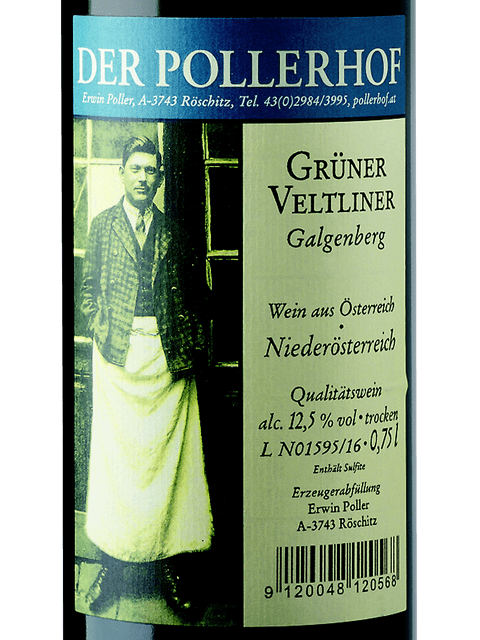 DER POLLERHOF
Erwin Poller, A-3743 Röschitz, Tel. 43(0)2984/3995, pollerhof.at
GRÜNER
VELTLINER
Galgenberg
Wein aus Österreich
•
Niederösterreich
Qualitätswein
alc. 12,5 % vol • trocken
L N01595/16 • 0,75 l
Enthält Sulfite
Erzeugerabfüllung
Erwin Poller
A-3743 Röschitz
9 120048 120568